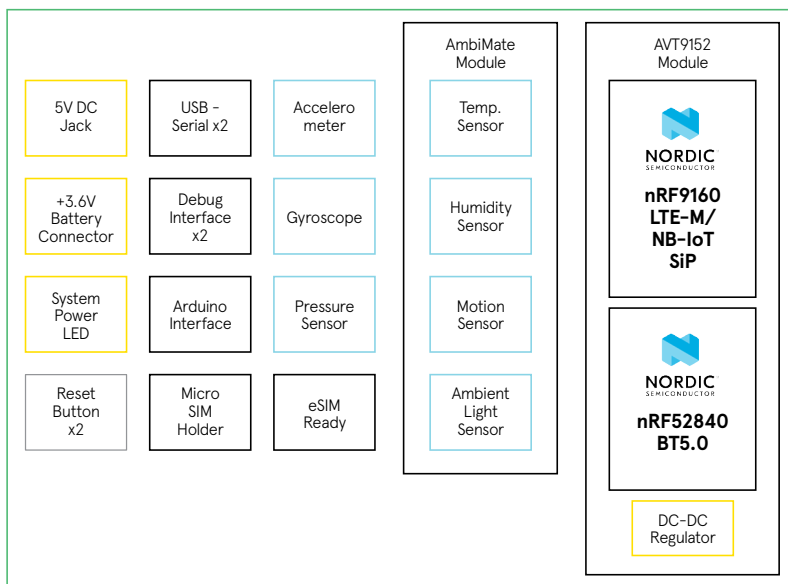 5V DC
Jack
USB -
Serial x2
Accelero
meter
+3.6V
Battery
Connector
Debug
Interface
x2
Gyroscope
System
Power
LED
Arduino
Interface
Pressure
Sensor
Reset
Button
x2
Micro
SIM
Holder
eSIM
Ready
AmbiMate
Module
Temp.
Sensor
Humidity
Sensor
Motion
Sensor
Ambient
Light
Sensor
AVT9152
Module
NORDIC™
SEMICONDUCTOR
nRF9160
LTE-M/
NB-IoT
SiP
NORDIC™
SEMICONDUCTOR
nRF52840
BT5.0
DC-DC
Regulator